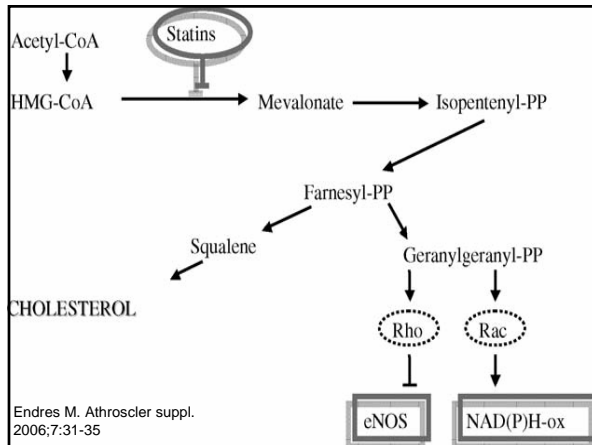 Acetyl-CoA
Statins
HMG-CoA
Mevalonate
Isopentenyl-PP
Farnesyl-PP
Squalene
Geranylgeranyl-PP
CHOLESTEROL
Rho
Rac
eNOS
NAD(P)H-ox
Endres M. Athroscler suppl.
2006;7:31-35